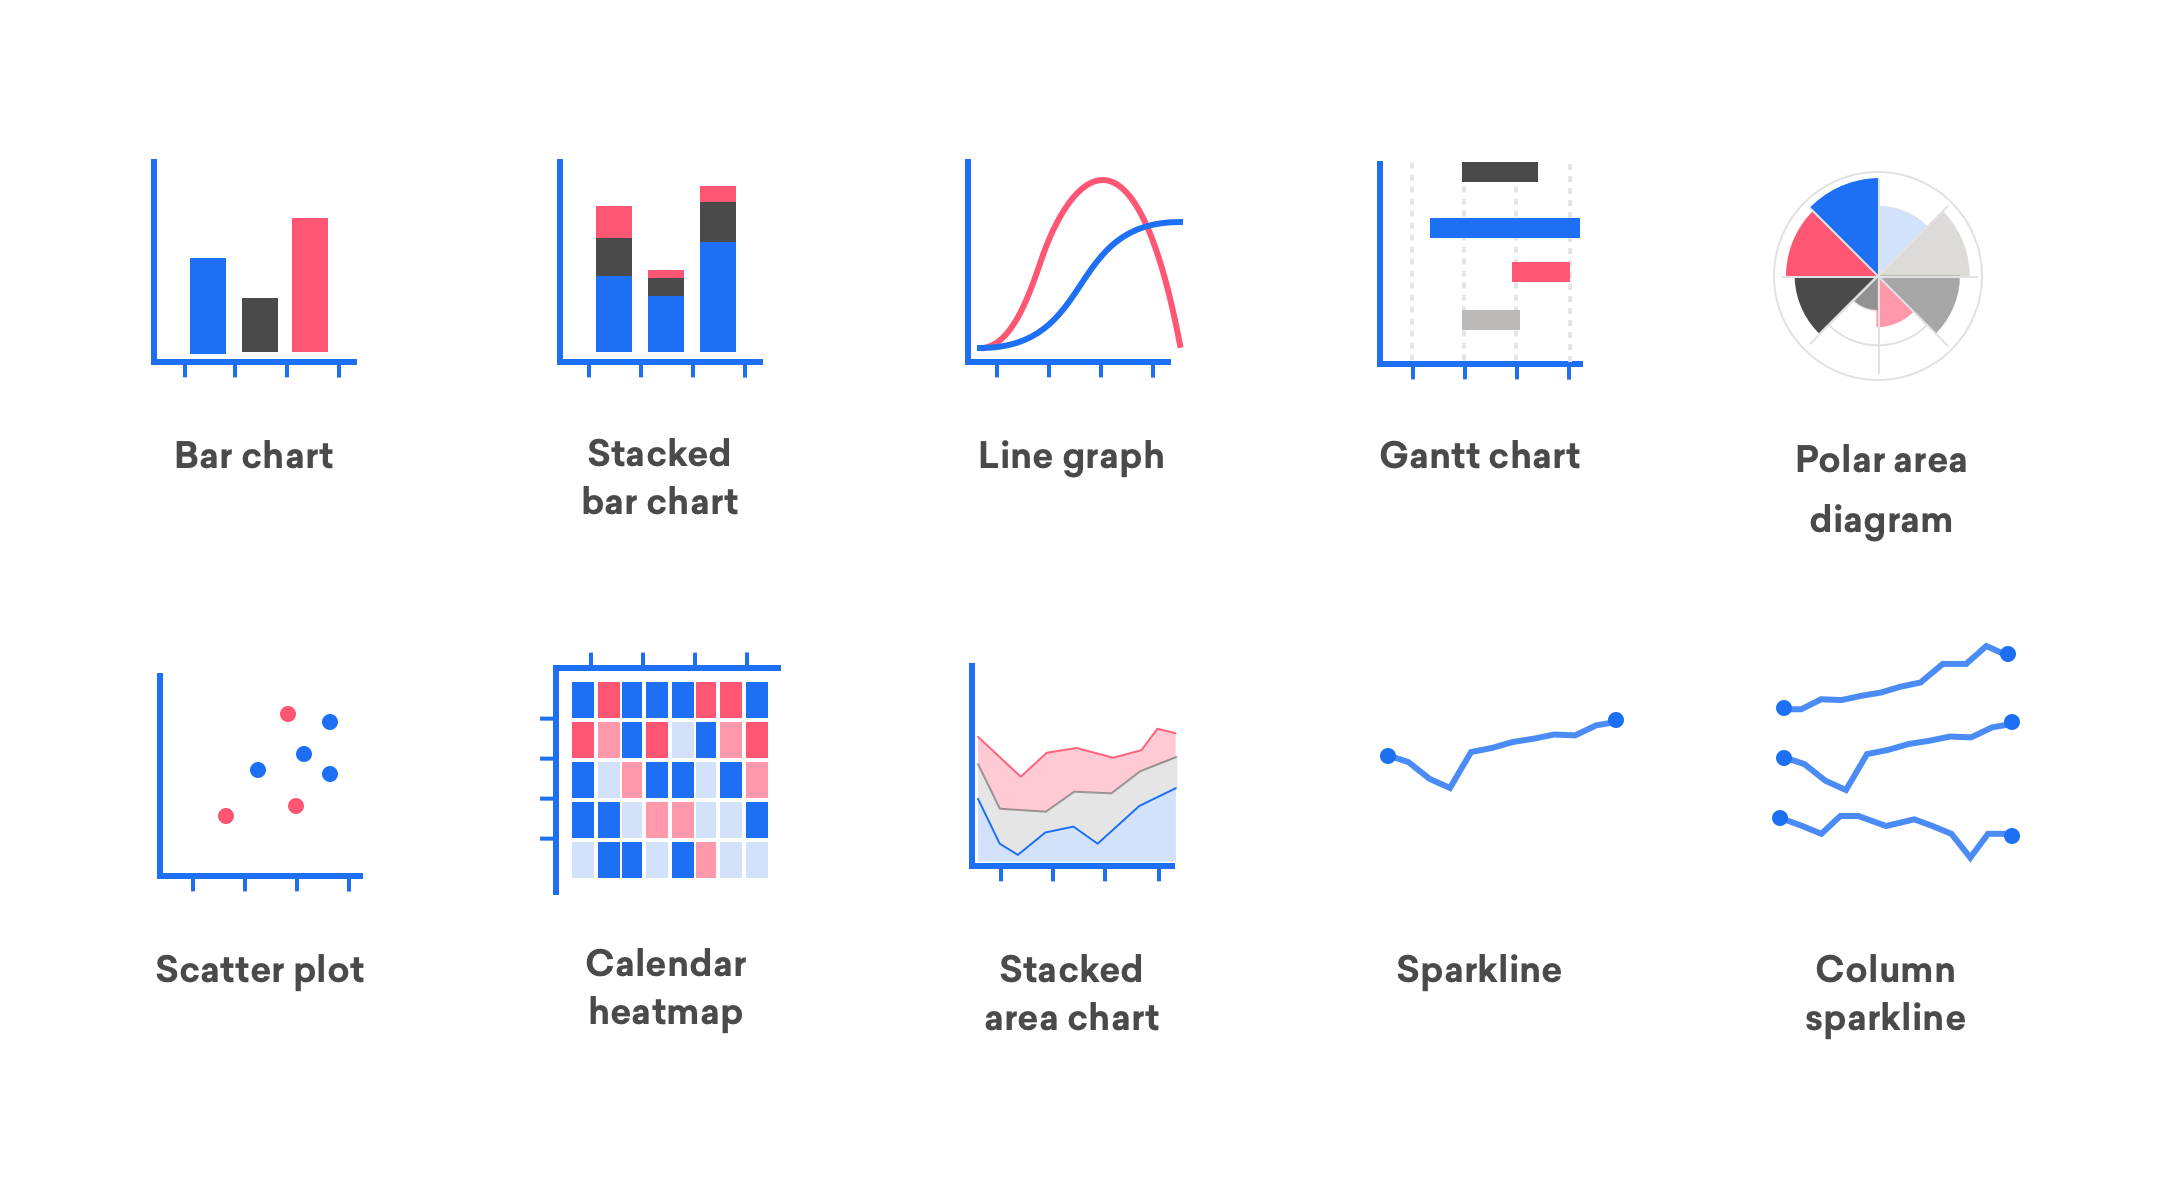 Bar chart
Stacked
bar chart
Line graph
Gantt chart
Polar area
diagram
Scatter plot
Calendar
heatmap
Stacked
area chart
Sparkline
Column
sparkline